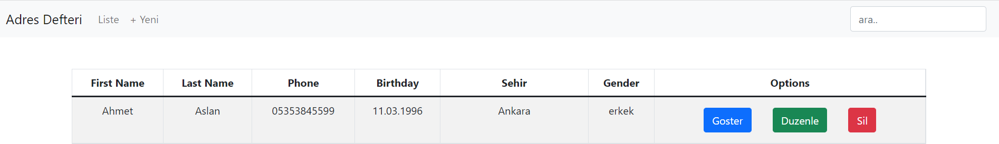 Adres Defteri Liste + Yeni ara..
First Name Last Name Phone Birthday Sehir Gender Options
Ahmet Aslan 05353845599 11.03.1996 Ankara erkek Goster Duzenle Sil